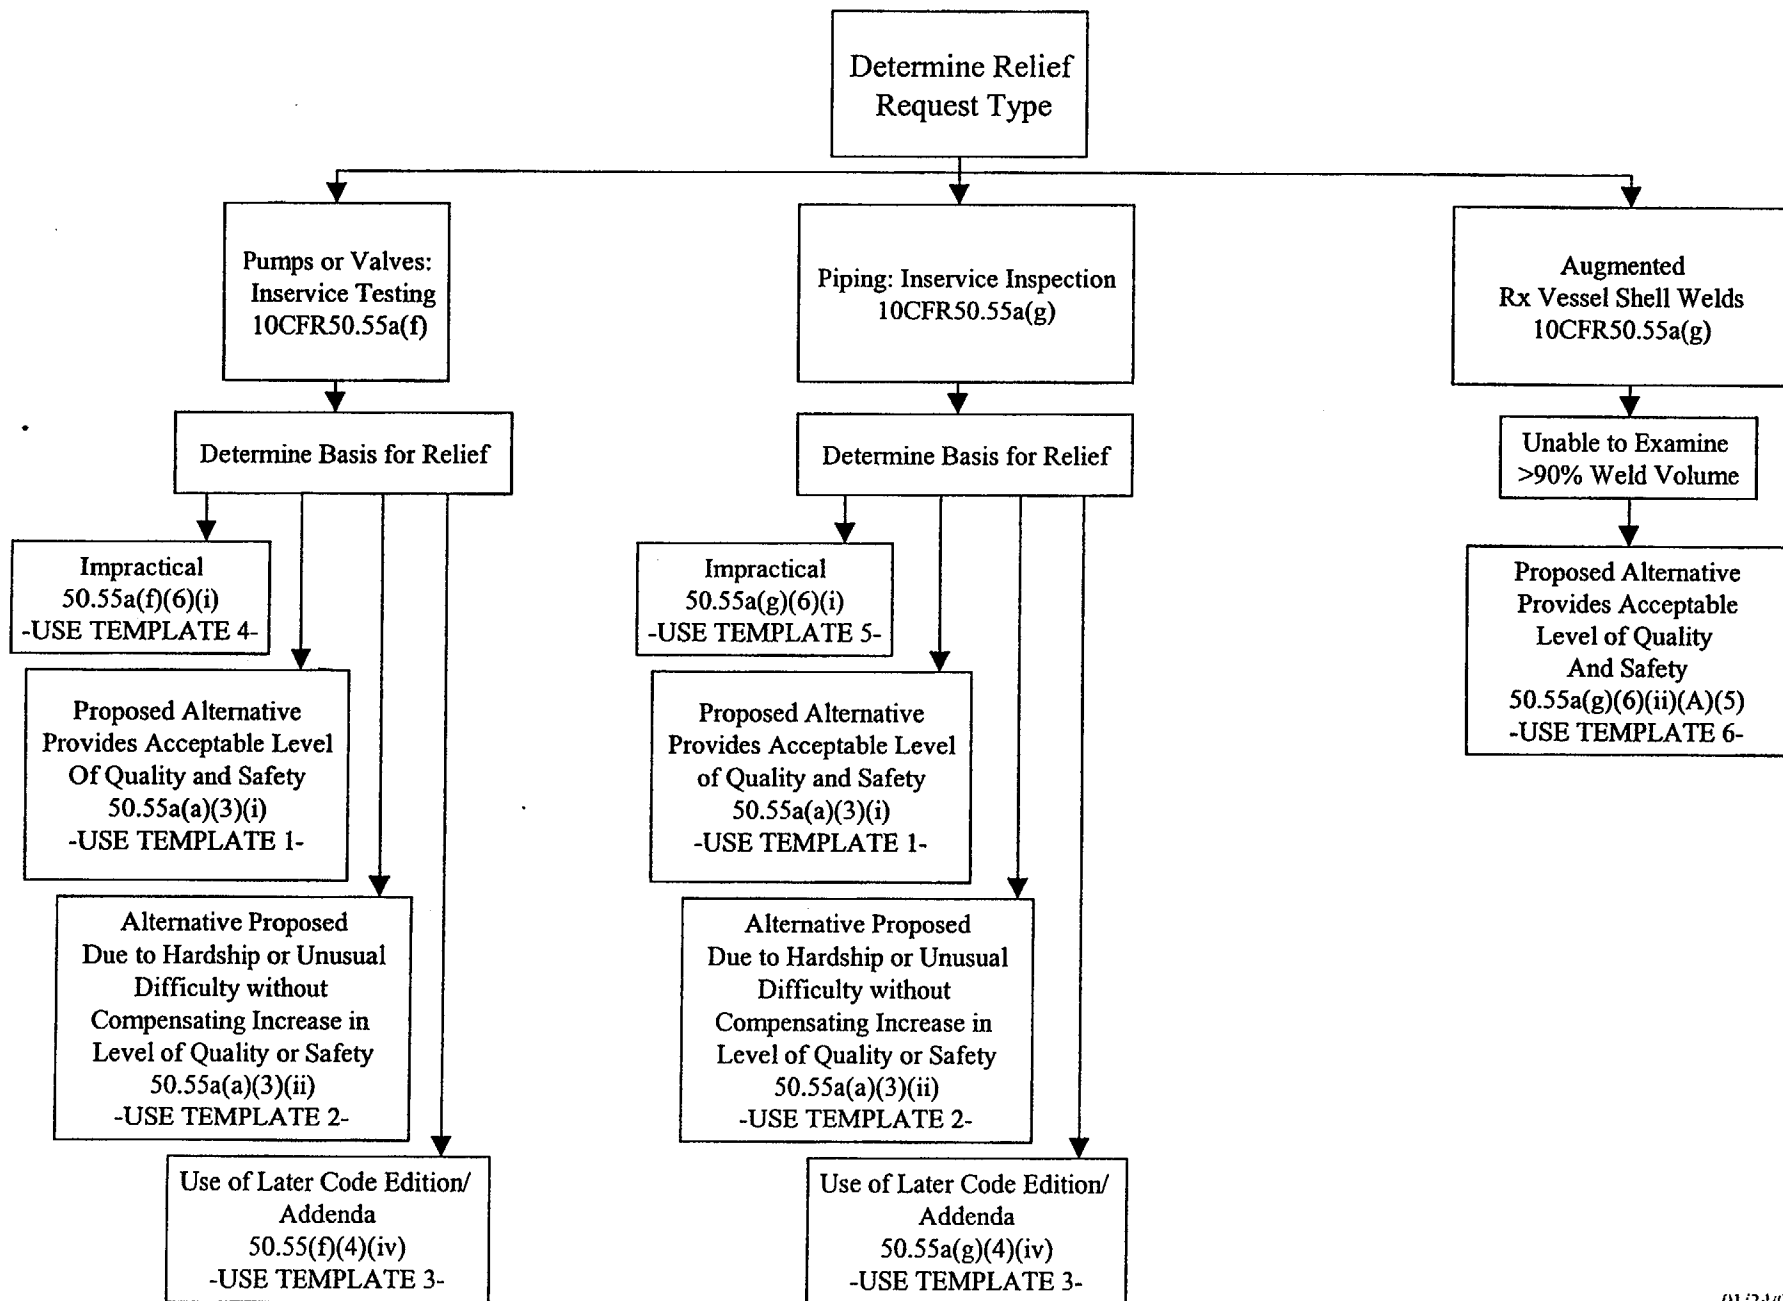 Determine Relief
Request Type
Pumps or Valves:
Inservice Testing
10CFR50.55a(f)
Piping: Inservice Inspection
10CFR50.55a(g)
Augmented
Rx Vessel Shell Welds
10CFR50.55a(g)
Determine Basis for Relief
Determine Basis for Relief
Unable to Examine
>90% Weld Volume
Impractical
50.55a(f)(6)(i)
-USE TEMPLATE 4-
Impractical
50.55a(g)(6)(i)
-USE TEMPLATE 5-
Proposed Alternative
Provides Acceptable
Level of Quality
And Safety
50.55a(g)(6)(ii)(A)(5)
-USE TEMPLATE 6-
Proposed Alternative
Provides Acceptable Level
Of Quality and Safety
50.55a(a)(3)(i)
-USE TEMPLATE 1-
Proposed Alternative
Provides Acceptable Level
of Quality and Safety
50.55a(a)(3)(i)
-USE TEMPLATE 1-
Alternative Proposed
Due to Hardship or Unusual
Difficulty without
Compensating Increase in
Level of Quality or Safety
50.55a(a)(3)(ii)
-USE TEMPLATE 2-
Alternative Proposed
Due to Hardship or Unusual
Difficulty without
Compensating Increase in
Level of Quality or Safety
50.55a(a)(3)(ii)
-USE TEMPLATE 2-
Use of Later Code Edition/
Addenda
50.55(f)(4)(iv)
-USE TEMPLATE 3-
Use of Later Code Edition/
Addenda
50.55a(g)(4)(iv)
-USE TEMPLATE 3-